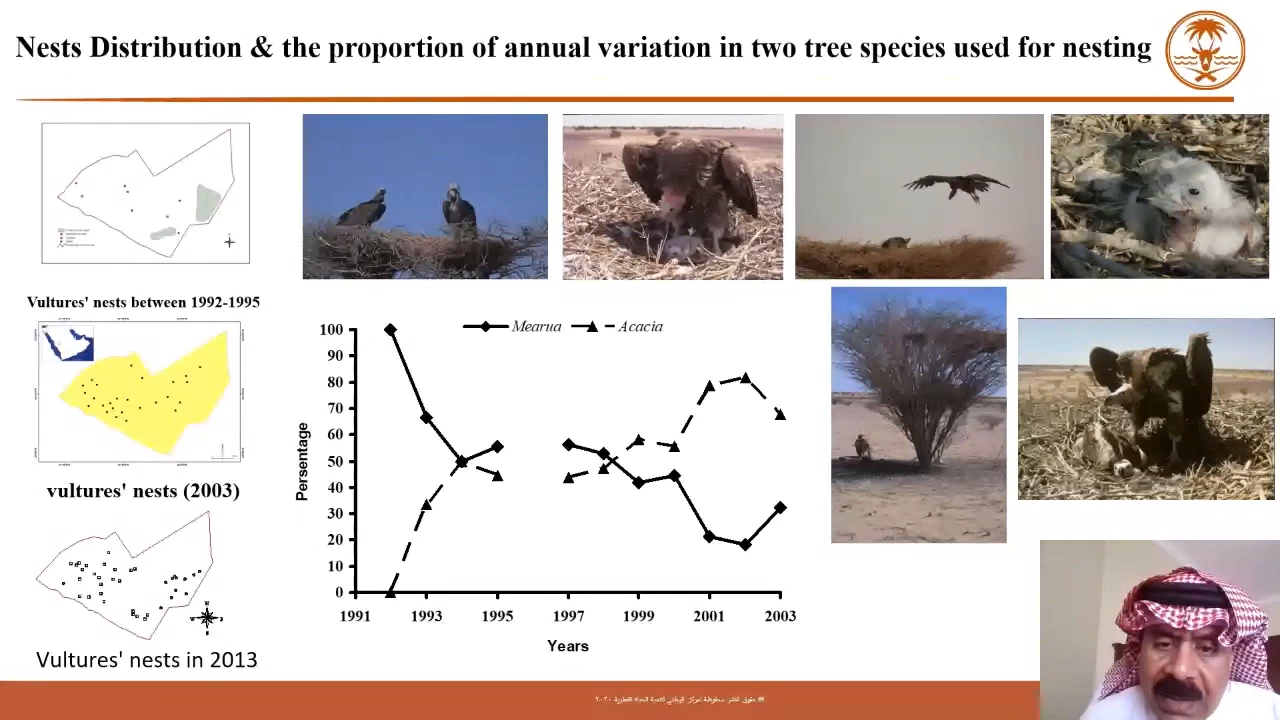 Nests Distribution & the proportion of annual variation in two tree species used for nesting
Vultures' nests between 1992-1995
vultures' nests (2003)
Vultures' nests in 2013
Mearua
Acacia
Persentage
100
90
80
70
60
50
40
30
20
10
0
1991
1993
1995
1997
1999
2001
2003
Years